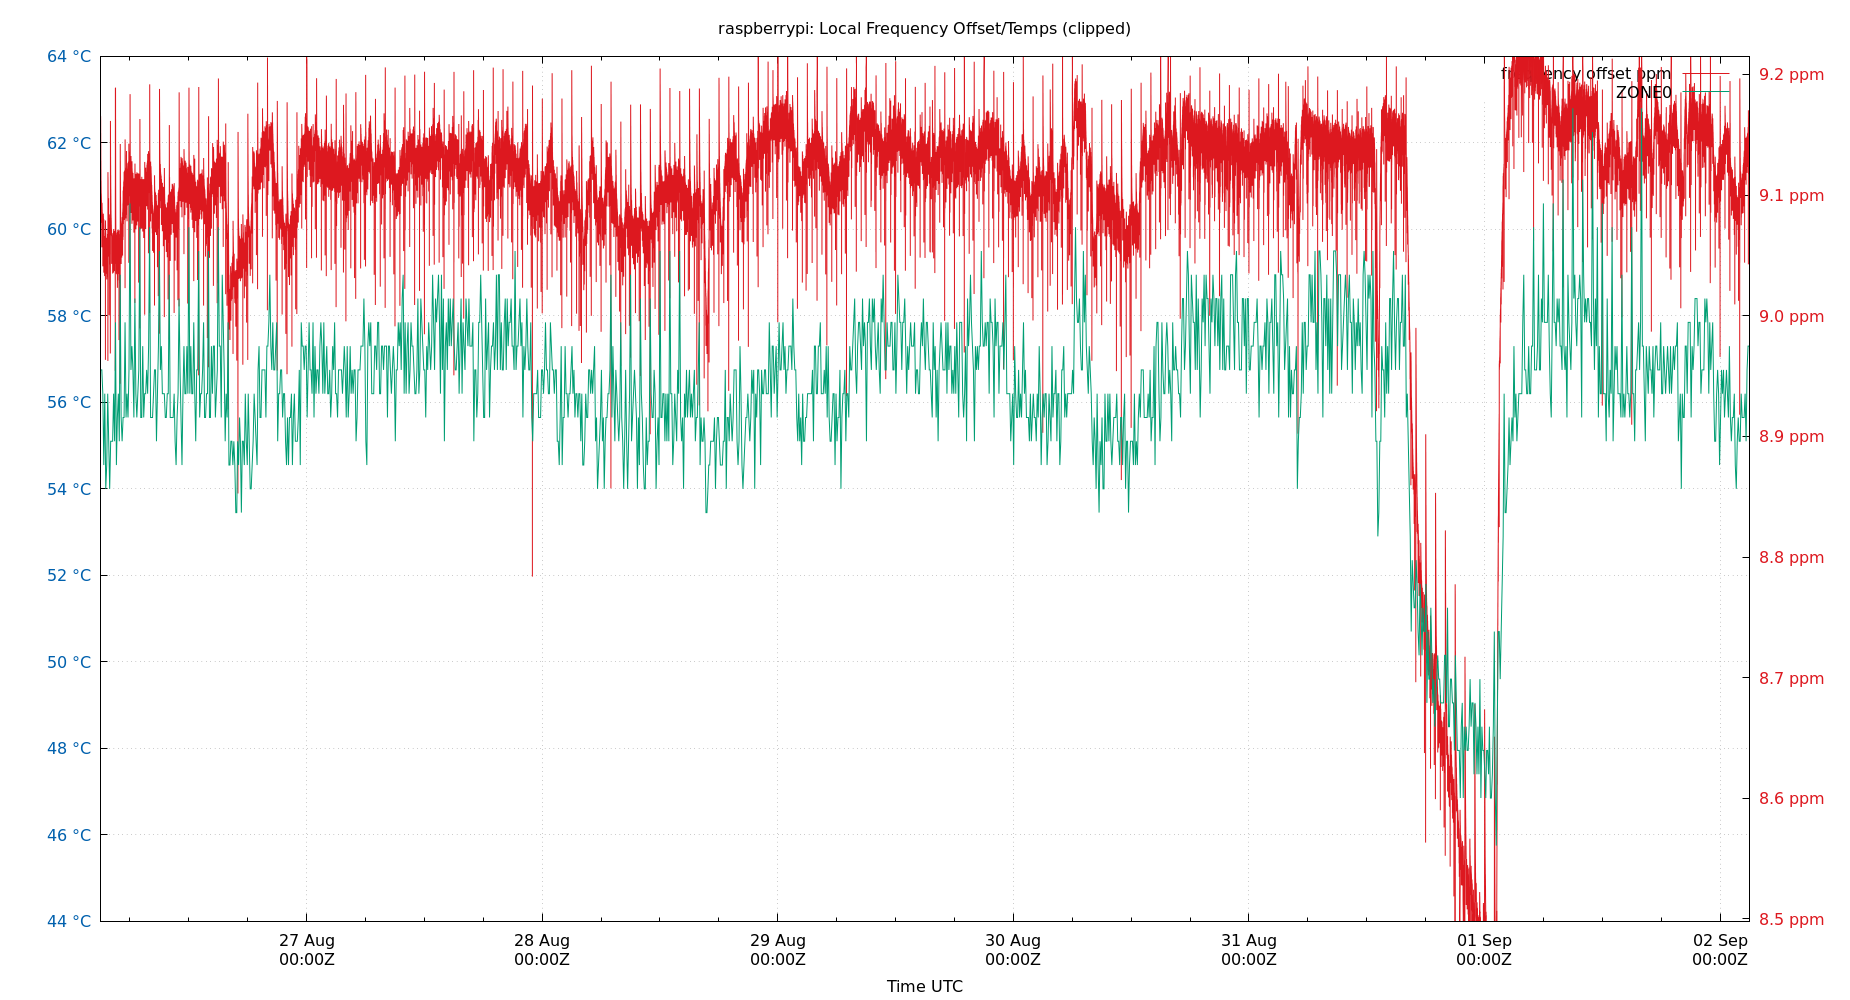 raspberrypi: Local Frequency Offset/Temps (clipped)
64 °C
62 °C
60 °C
58 °C
56 °C
54 °C
52 °C
50 °C
48 °C
46 °C
44 °C
frequency offset ppm
ZONE0
9.2 ppm
9.1 ppm
9.0 ppm
8.9 ppm
8.8 ppm
8.7 ppm
8.6 ppm
8.5 ppm
27 Aug
00:00Z
28 Aug
00:00Z
29 Aug
00:00Z
30 Aug
00:00Z
31 Aug
00:00Z
01 Sep
00:00Z
02 Sep
00:00Z
Time UTC